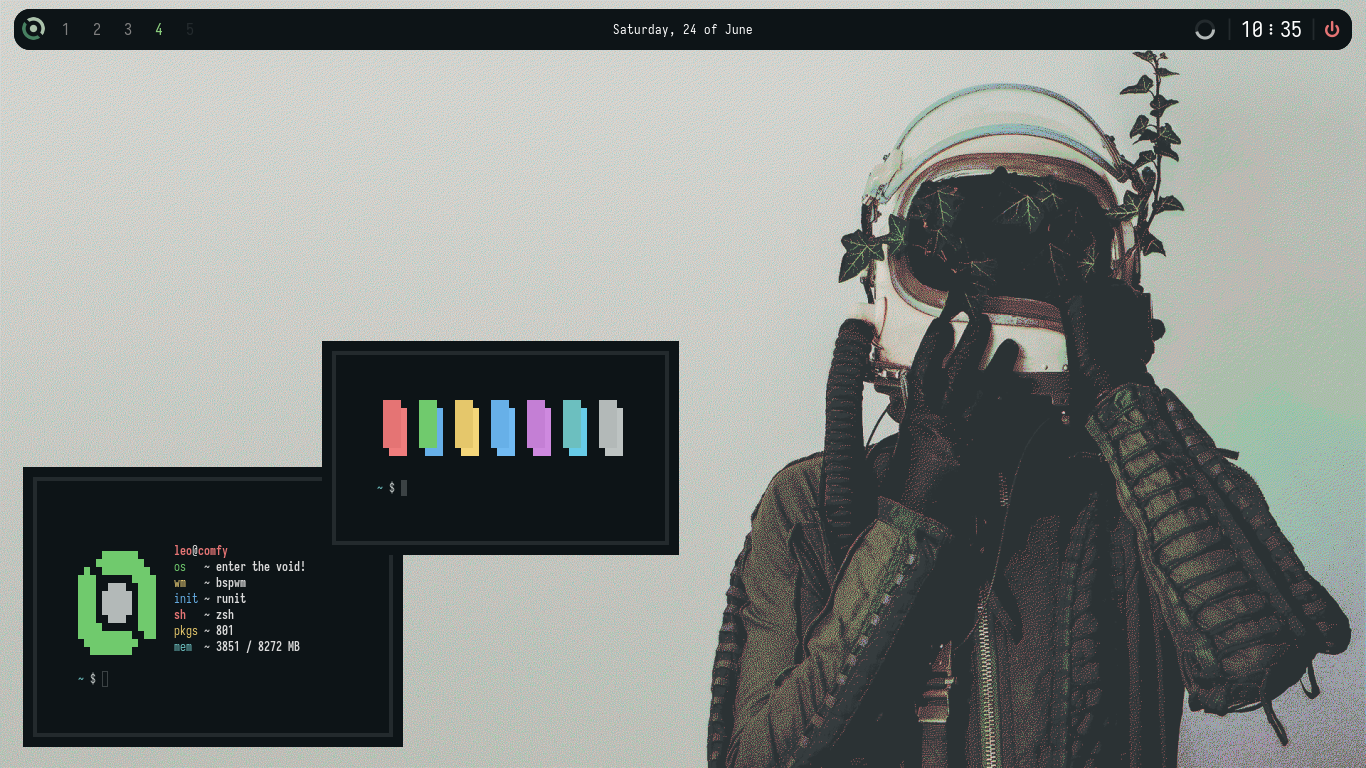 1 2 3 4 5
Saturday, 24 of June
10:35
~ $
leo@comfy
os ~ enter the void!
wm ~ bspwm
init ~ runit
sh ~ zsh
pkgs ~ 801
mem ~ 3851 / 8272 MB
~ $